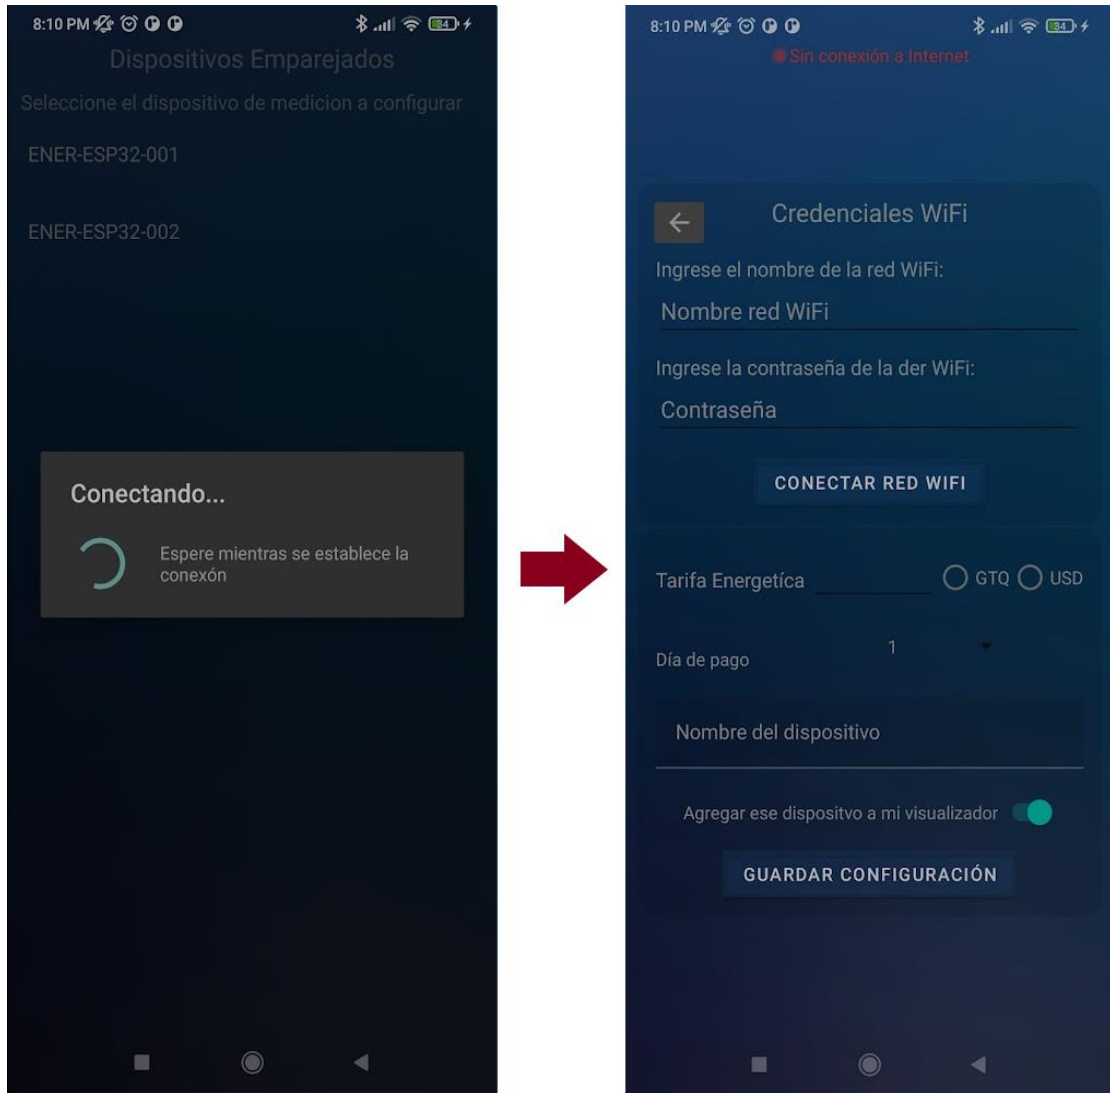 8:10 PM
84
Dispositivos Emparejados
Seleccione el dispositivo de medicion a configurar
ENER-ESP32-001
ENER-ESP32-002
Conectando...
Espere mientras se establece la
conexón
8:10 PM
84
Sin conexión a Internet
Credenciales WiFi
Ingrese el nombre de la red WiFi:
Nombre red WiFi
Ingrese la contraseña de la der WiFi:
Contraseña
CONECTAR RED WIFI
Tarifa Energetíca GTQ USD
Día de pago 1
Nombre del dispositivo
Agregar ese dispositvo a mi visualizador
GUARDAR CONFIGURACIÓN